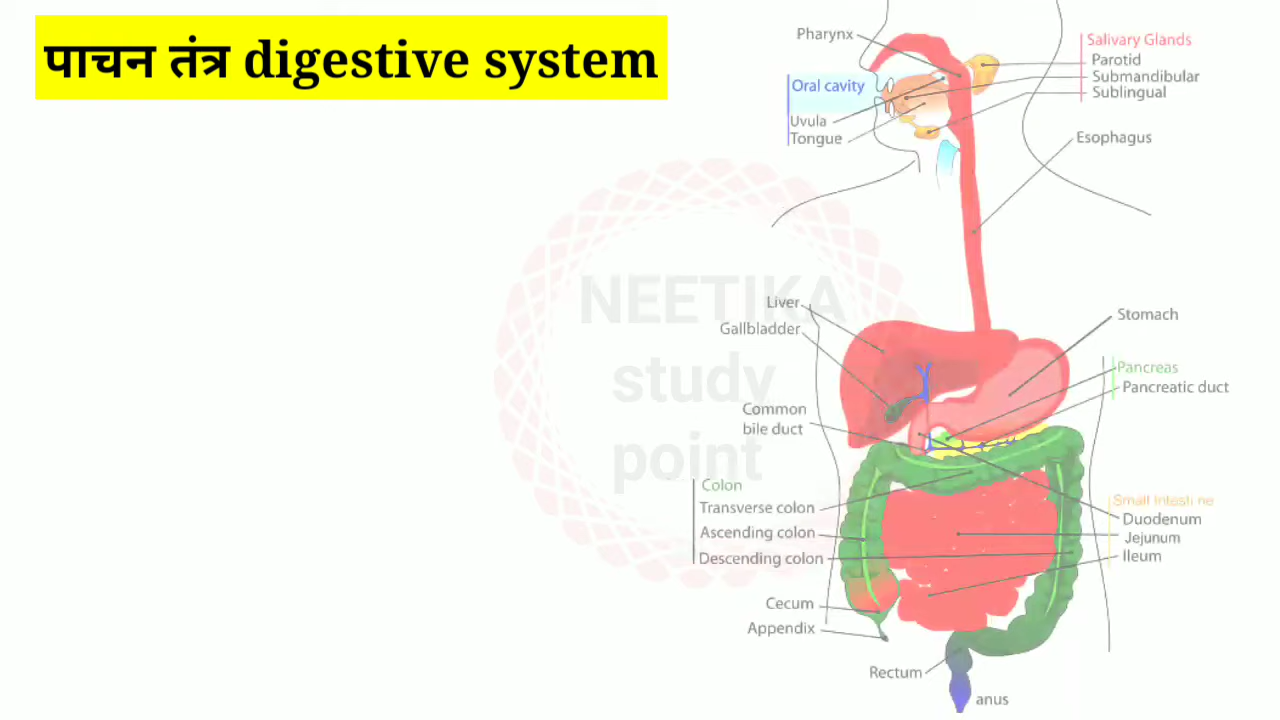 पाचन तंत्र digestive system
Pharynx
Oral cavity
Uvula
Tongue
Salivary Glands
Parotid
Submandibular
Sublingual
Esophagus
NEETIKA
study
point
Liver
Gallbladder
Common
bile duct
Stomach
Pancreas
Pancreatic duct
Colon
Transverse colon
Ascending colon
Descending colon
Small Intesti ne
Duodenum
Jejunum
Ileum
Cecum
Appendix
Rectum
anus